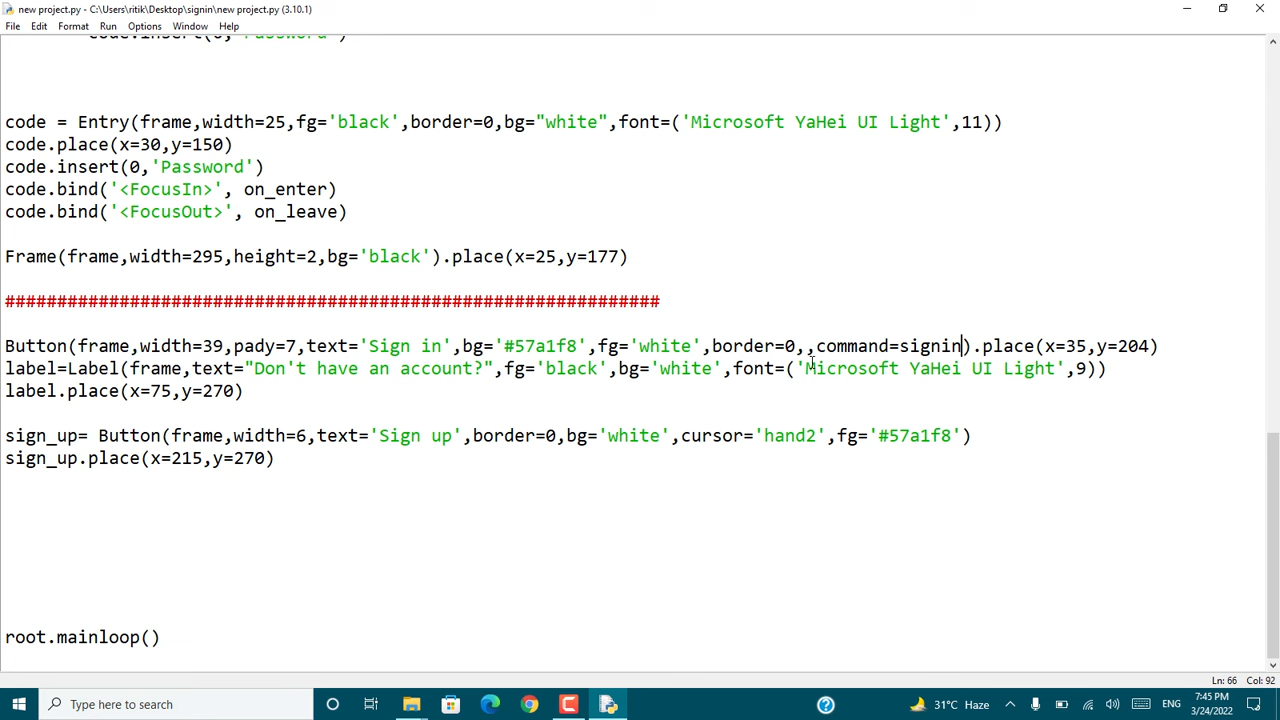 new project.py - C:\Users\ritik\Desktop\signin\new project.py (3.10.1)
File Edit Format Run Options Window Help
code.insert(0,'Password')
code = Entry(frame,width=25,fg='black',border=0,bg="white",font=('Microsoft YaHei UI Light',11))
code.place(x=30,y=150)
code.insert(0,'Password')
code.bind('<FocusIn>', on_enter)
code.bind('<FocusOut>', on_leave)
Frame(frame,width=295,height=2,bg='black').place(x=25,y=177)
###############################################################
Button(frame,width=39,pady=7,text='Sign in',bg='#57a1f8',fg='white',border=0,,command=signin).place(x=35,y=204)
label=Label(frame,text="Don't have an account?",fg='black',bg='white',font=('Microsoft YaHei UI Light',9))
label.place(x=75,y=270)
sign_up= Button(frame,width=6,text='Sign up',border=0,bg='white',cursor='hand2',fg='#57a1f8')
sign_up.place(x=215,y=270)
root.mainloop()
Ln: 66 Col: 92
Type here to search
31°C Haze
ENG
7:45 PM
3/24/2022